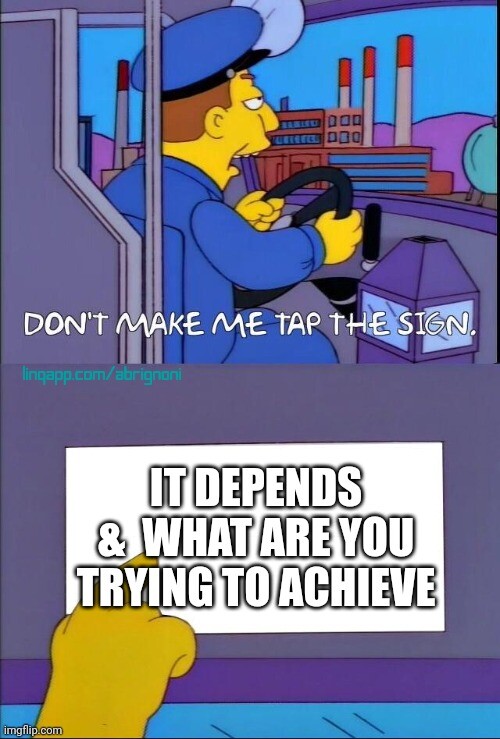 DON'T MAKE ME TAP THE SIGN.
linqapp.com/abrignoni
IT DEPENDS
& WHAT ARE YOU
TRYING TO ACHIEVE
imgflip.com